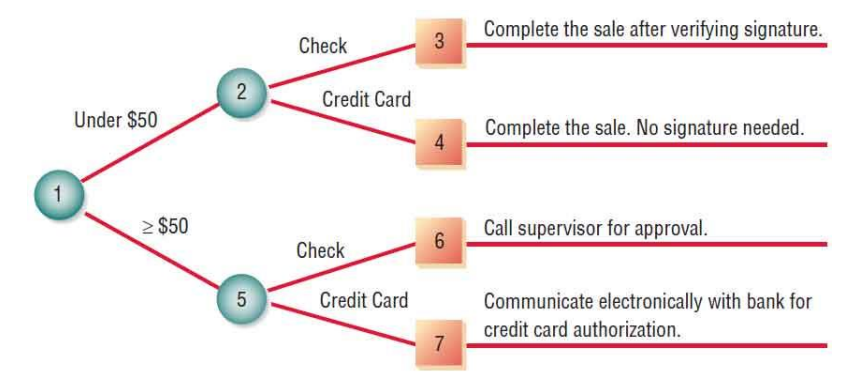 Check
3
Complete the sale after verifying signature.
2
Under $50
Credit Card
4
Complete the sale. No signature needed.
1
≥ $50
Check
6
Call supervisor for approval.
5
Credit Card
7
Communicate electronically with bank for
credit card authorization.